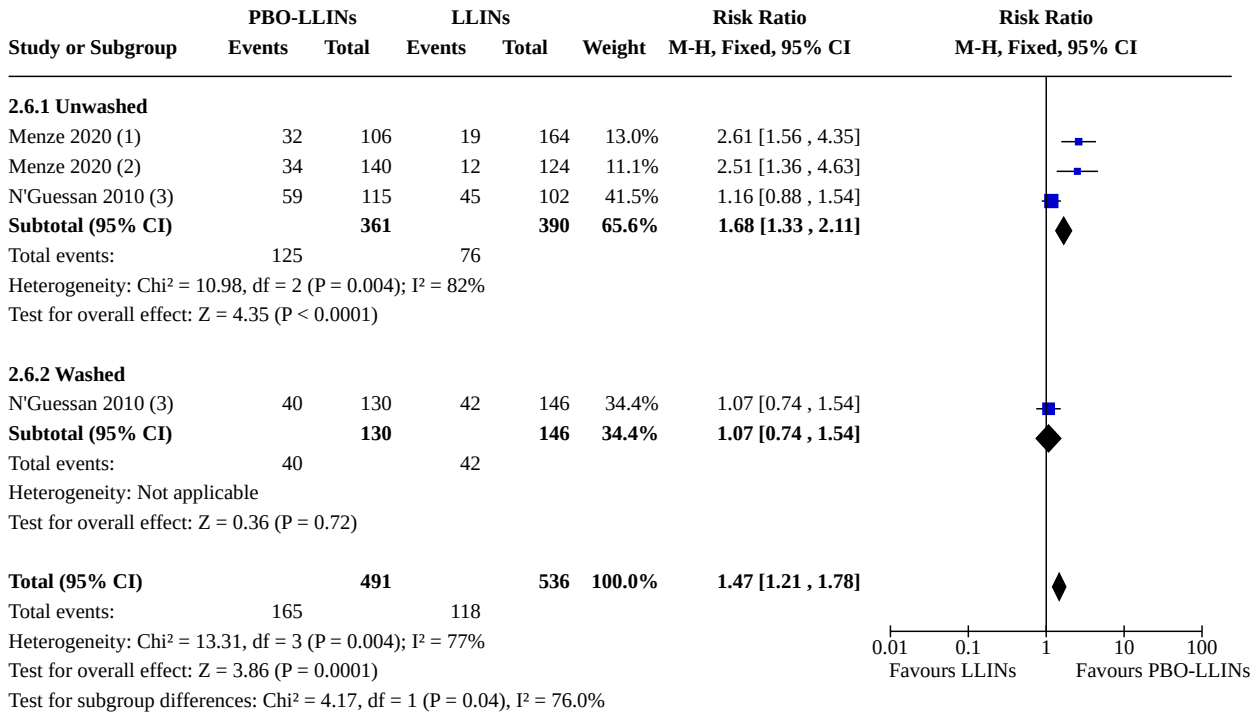 PBO-LLINs LLINs Risk Ratio Risk Ratio
Study or Subgroup Events Total Events Total Weight M-H, Fixed, 95% CI M-H, Fixed, 95% CI
2.6.1 Unwashed
Menze 2020 (1) 32 106 19 164 13.0% 2.61 [1.56 , 4.35]
Menze 2020 (2) 34 140 12 124 11.1% 2.51 [1.36 , 4.63]
N'Guessan 2010 (3) 59 115 45 102 41.5% 1.16 [0.88 , 1.54]
Subtotal (95% CI) 361 390 65.6% 1.68 [1.33 , 2.11]
Total events: 125 76
Heterogeneity: Chi² = 10.98, df = 2 (P = 0.004); I² = 82%
Test for overall effect: Z = 4.35 (P < 0.0001)
2.6.2 Washed
N'Guessan 2010 (3) 40 130 42 146 34.4% 1.07 [0.74 , 1.54]
Subtotal (95% CI) 130 146 34.4% 1.07 [0.74 , 1.54]
Total events: 40 42
Heterogeneity: Not applicable
Test for overall effect: Z = 0.36 (P = 0.72)
Total (95% CI) 491 536 100.0% 1.47 [1.21 , 1.78]
Total events: 165 118
Heterogeneity: Chi² = 13.31, df = 3 (P = 0.004); I² = 77%
0.01 0.1 1 10 100
Test for overall effect: Z = 3.86 (P = 0.0001)
Favours LLINs Favours PBO-LLINs
Test for subgroup differences: Chi² = 4.17, df = 1 (P = 0.04), I² = 76.0%